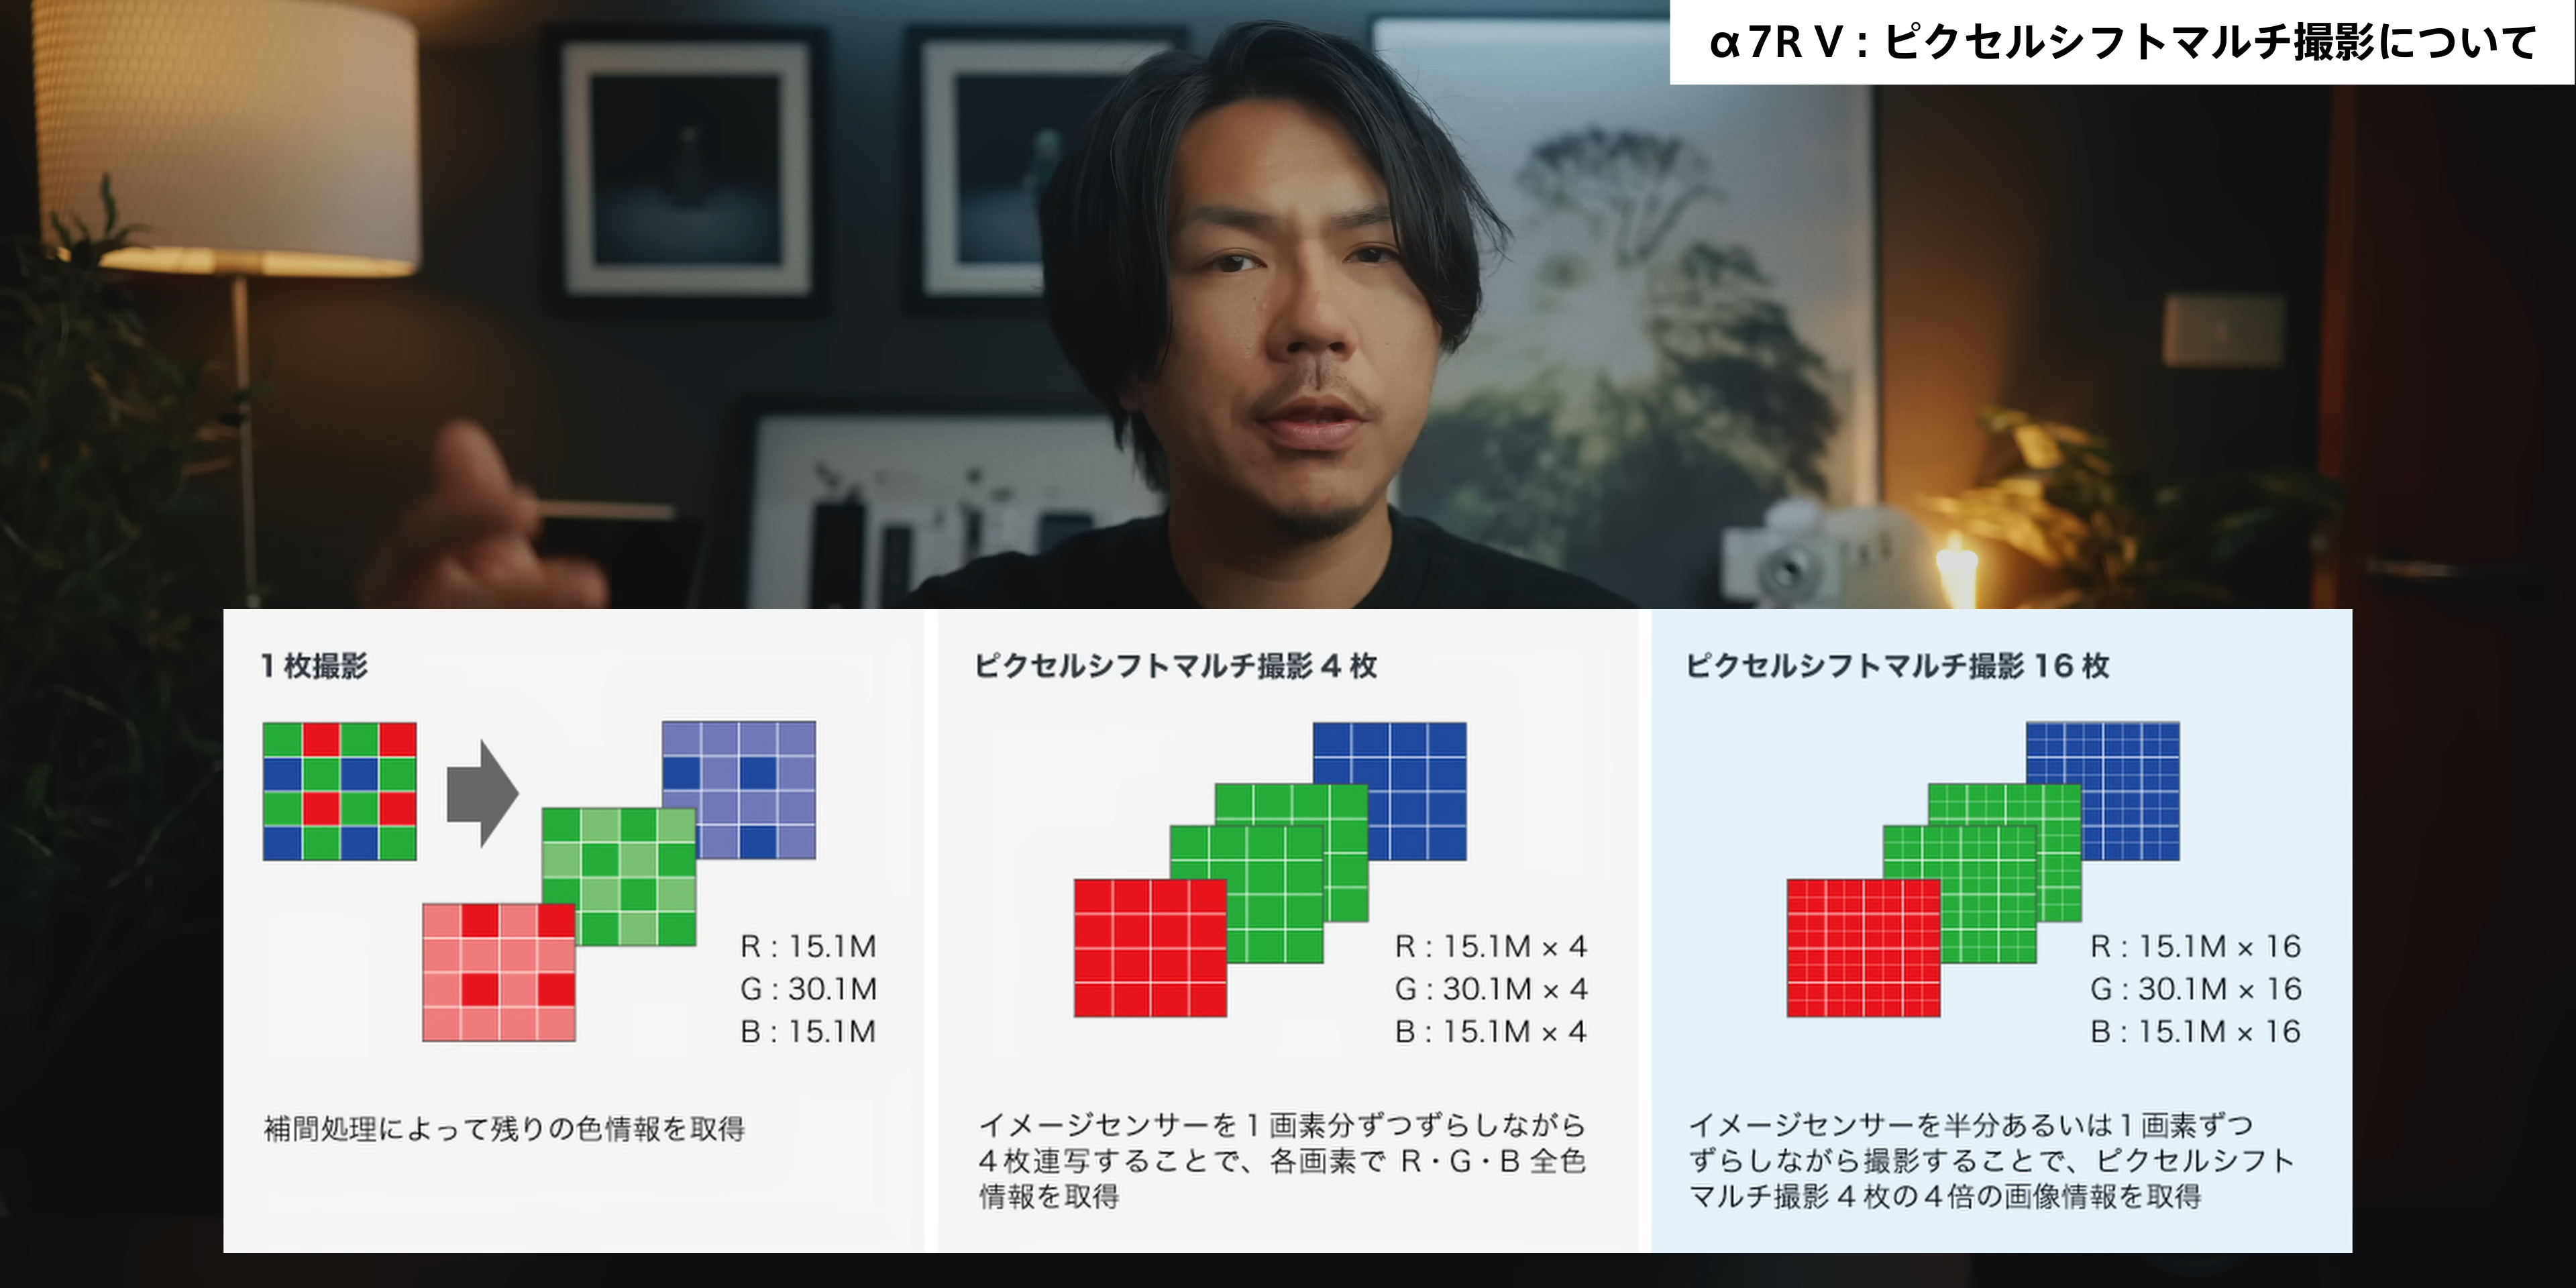 α7R V：ピクセルシフトマルチ撮影について
1 枚撮影
R : 15.1M
G : 30.1M
B : 15.1M
補間処理によって残りの色情報を取得
ピクセルシフトマルチ撮影 4 枚
R : 15.1M × 4
G : 30.1M × 4
B : 15.1M × 4
イメージセンサーを 1 画素分ずつずらしながら
4 枚連写することで、各画素で R・G・B 全色
情報を取得
ピクセルシフトマルチ撮影 16 枚
R : 15.1M × 16
G : 30.1M × 16
B : 15.1M × 16
イメージセンサーを半分あるいは 1 画素ずつ
ずらしながら撮影することで、ピクセルシフト
マルチ撮影 4 枚の 4 倍の画像情報を取得